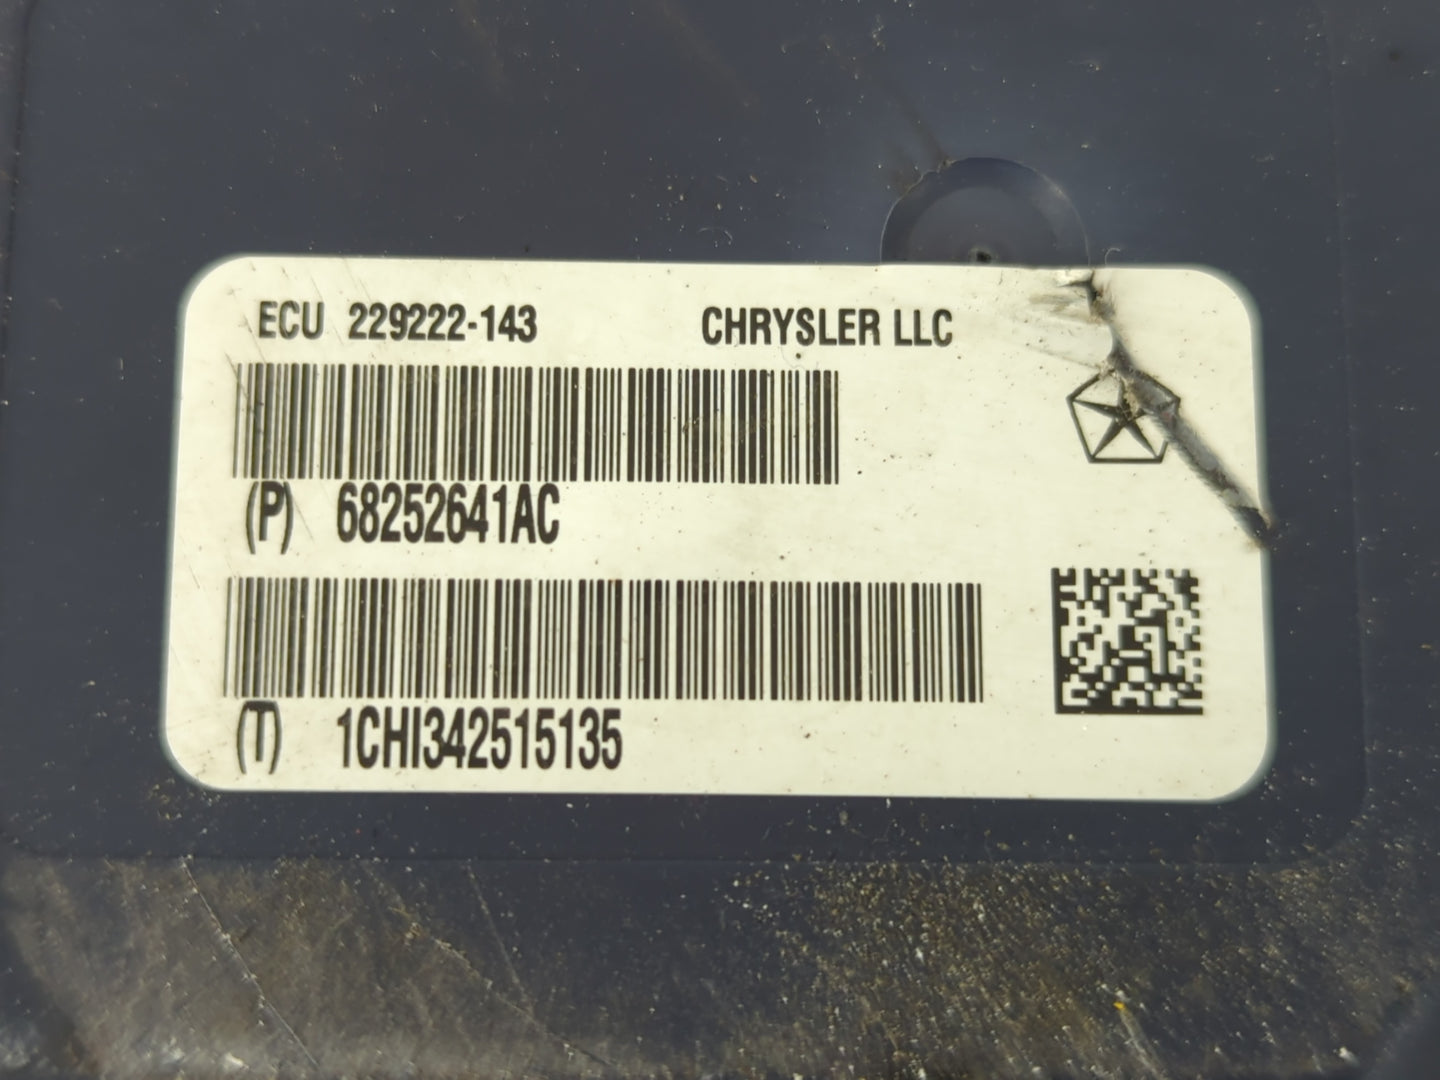 ECU 229222-143 CHRYSLER LLC
(P) 68252641AC
(T) 1CHI342515135